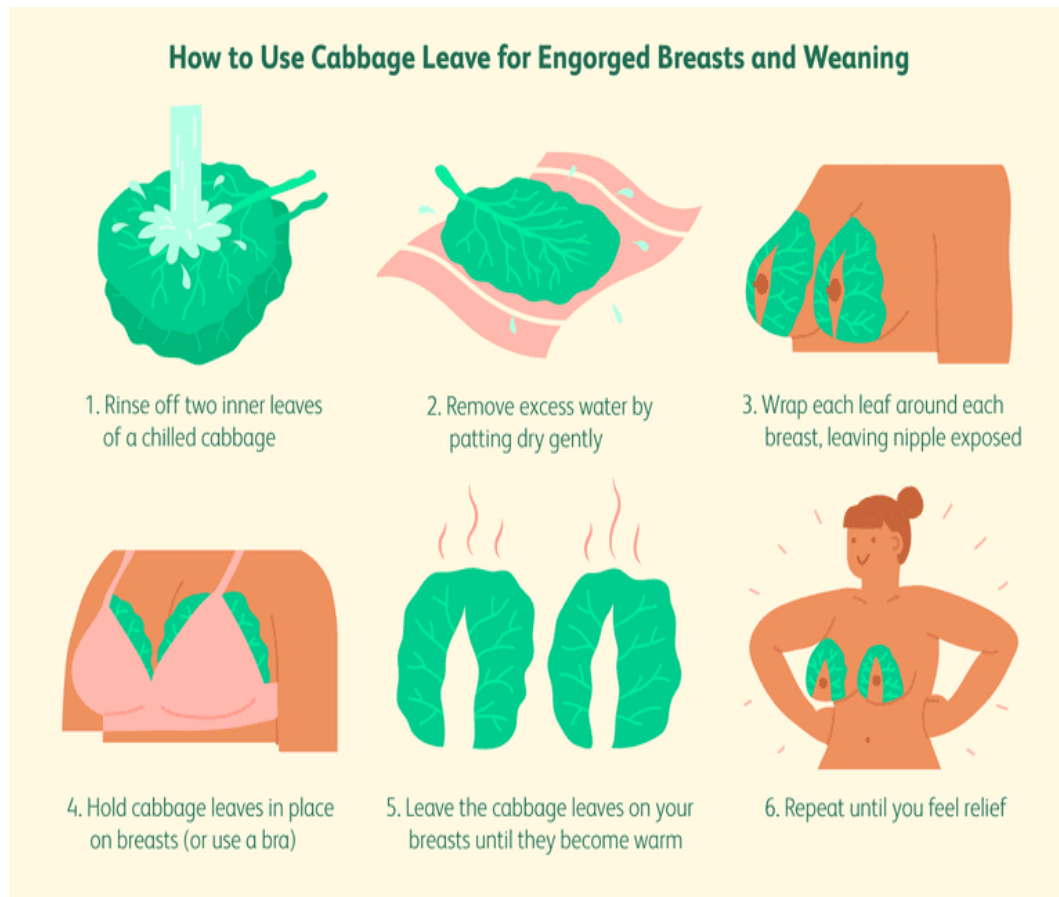 How to Use Cabbage Leave for Engorged Breasts and Weaning
1. Rinse off two inner leaves
of a chilled cabbage
2. Remove excess water by
patting dry gently
3. Wrap each leaf around each
breast, leaving nipple exposed
4. Hold cabbage leaves in place
on breasts (or use a bra)
5. Leave the cabbage leaves on your
breasts until they become warm
6. Repeat until you feel relief